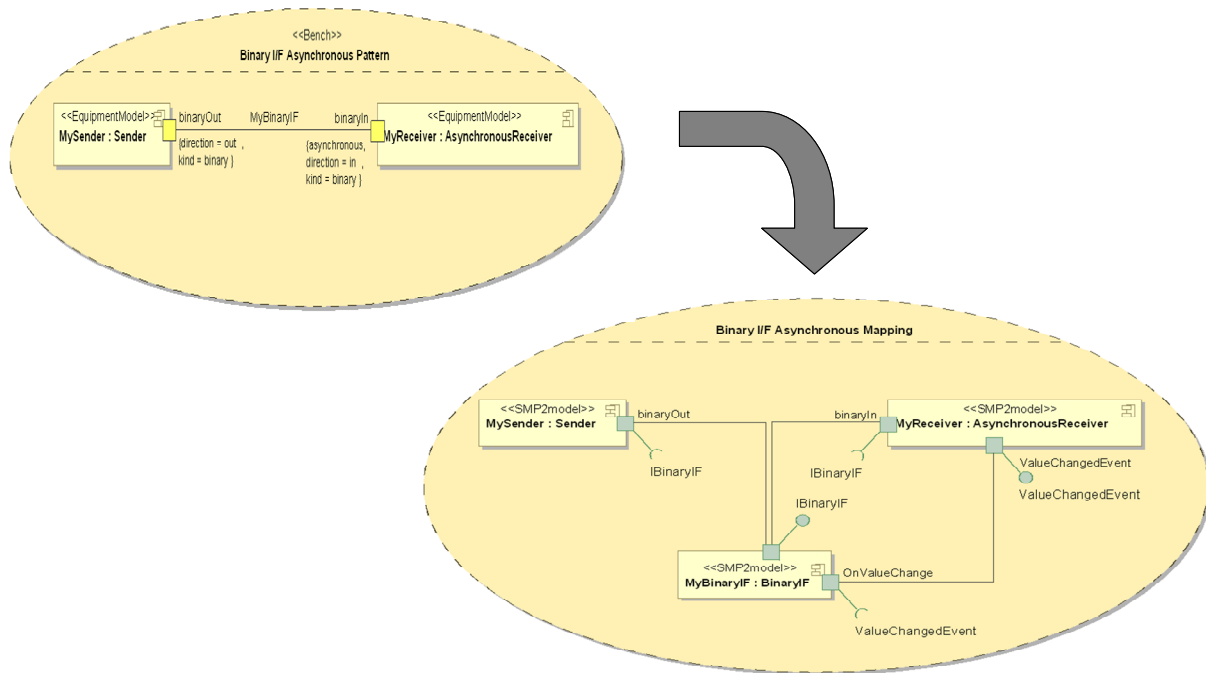 <<Bench>>
Binary I/F Asynchronous Pattern
<<EquipmentModel>>
MySender : Sender
binaryOut
MyBinaryIF
binaryIn
{direction = out ,
kind = binary }
{asynchronous,
direction = in ,
kind = binary }
<<EquipmentModel>>
MyReceiver : AsynchronousReceiver
Binary I/F Asynchronous Mapping
<<SMP2model>>
MySender : Sender
binaryOut
IBinaryIF
binaryIn
IBinaryIF
<<SMP2model>>
MyReceiver : AsynchronousReceiver
ValueChangedEvent
ValueChangedEvent
IBinaryIF
<<SMP2model>>
MyBinaryIF : BinaryIF
OnValueChange
ValueChangedEvent